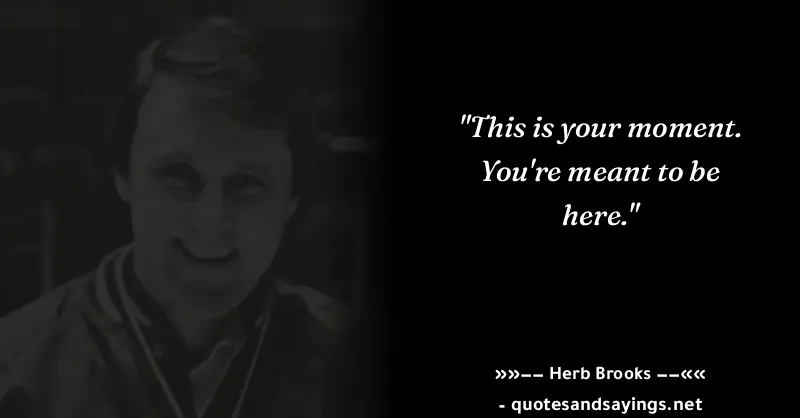 "This is your moment.
You're meant to be
here."
»»−− Herb Brooks −−««
- quotesandsayings.net